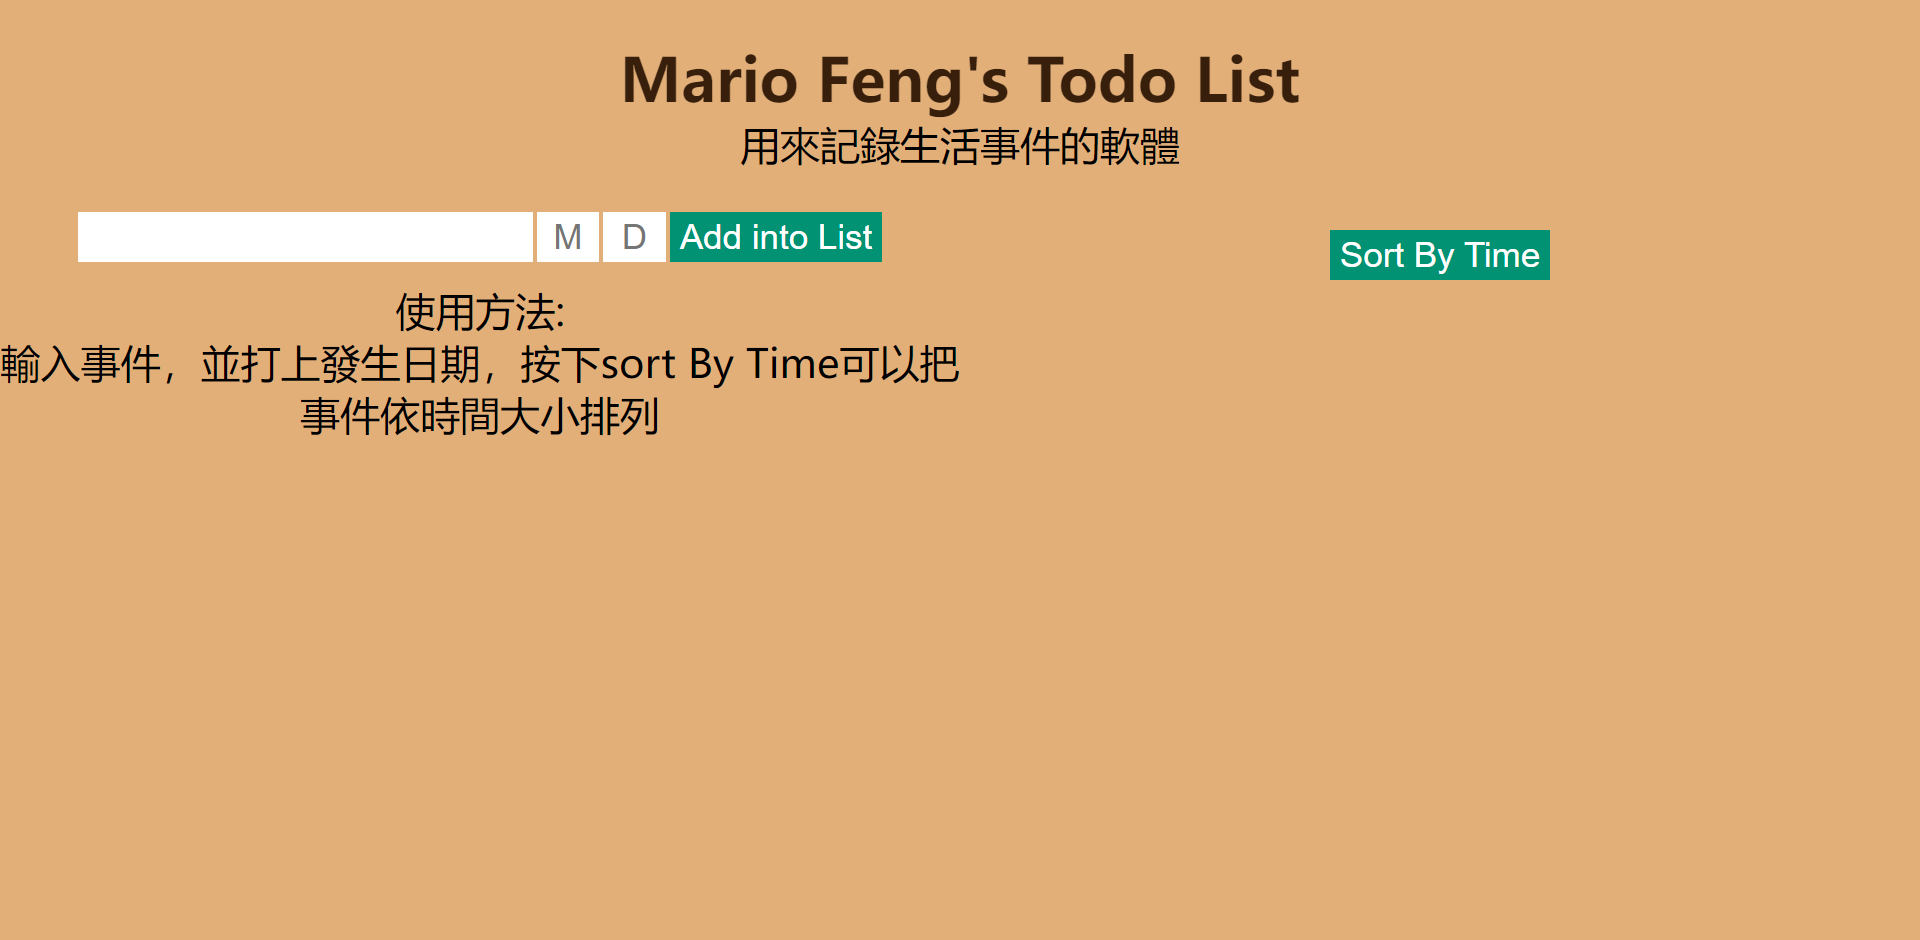 Mario Feng's Todo List
用來記錄生活事件的軟體
M D Add into List
Sort By Time
使用方法:
輸入事件，並打上發生日期，按下sort By Time可以把
事件依時間大小排列